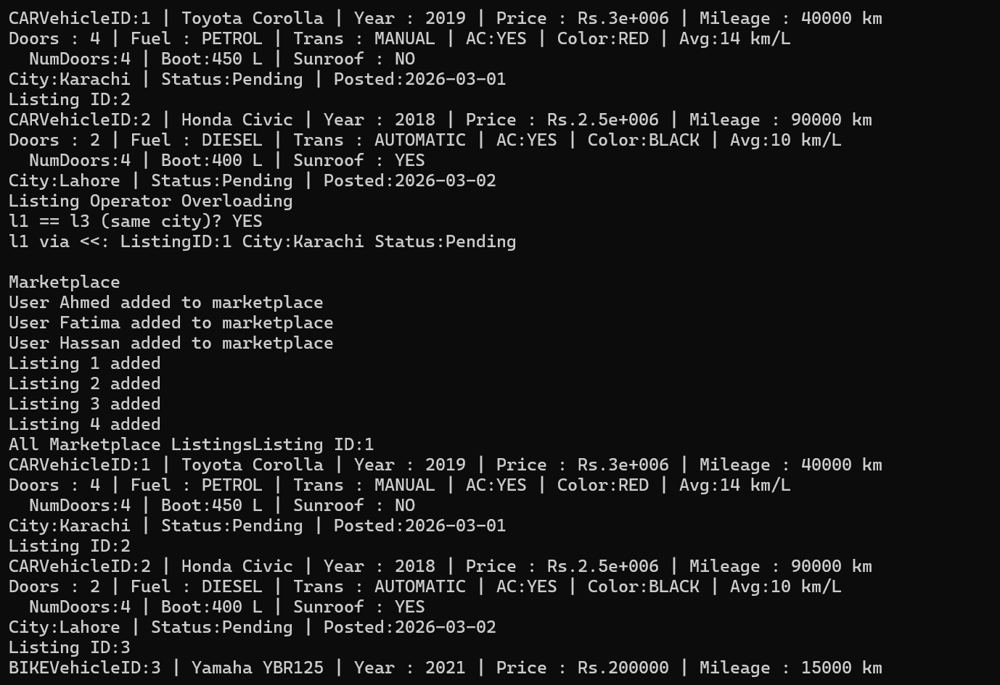 CARVehicleID:1 | Toyota Corolla | Year : 2019 | Price : Rs.3e+006 | Mileage : 40000 km
Doors : 4 | Fuel : PETROL | Trans : MANUAL | AC:YES | Color:RED | Avg:14 km/L
  NumDoors:4 | Boot:450 L | Sunroof : NO
City:Karachi | Status:Pending | Posted:2026-03-01
Listing ID:2
CARVehicleID:2 | Honda Civic | Year : 2018 | Price : Rs.2.5e+006 | Mileage : 90000 km
Doors : 2 | Fuel : DIESEL | Trans : AUTOMATIC | AC:YES | Color:BLACK | Avg:10 km/L
  NumDoors:4 | Boot:400 L | Sunroof : YES
City:Lahore | Status:Pending | Posted:2026-03-02
Listing Operator Overloading
l1 == l3 (same city)? YES
l1 via <<: ListingID:1 City:Karachi Status:Pending

Marketplace
User Ahmed added to marketplace
User Fatima added to marketplace
User Hassan added to marketplace
Listing 1 added
Listing 2 added
Listing 3 added
Listing 4 added
All Marketplace ListingsListing ID:1
CARVehicleID:1 | Toyota Corolla | Year : 2019 | Price : Rs.3e+006 | Mileage : 40000 km
Doors : 4 | Fuel : PETROL | Trans : MANUAL | AC:YES | Color:RED | Avg:14 km/L
  NumDoors:4 | Boot:450 L | Sunroof : NO
City:Karachi | Status:Pending | Posted:2026-03-01
Listing ID:2
CARVehicleID:2 | Honda Civic | Year : 2018 | Price : Rs.2.5e+006 | Mileage : 90000 km
Doors : 2 | Fuel : DIESEL | Trans : AUTOMATIC | AC:YES | Color:BLACK | Avg:10 km/L
  NumDoors:4 | Boot:400 L | Sunroof : YES
City:Lahore | Status:Pending | Posted:2026-03-02
Listing ID:3
BIKEVehicleID:3 | Yamaha YBR125 | Year : 2021 | Price : Rs.200000 | Mileage : 15000 km